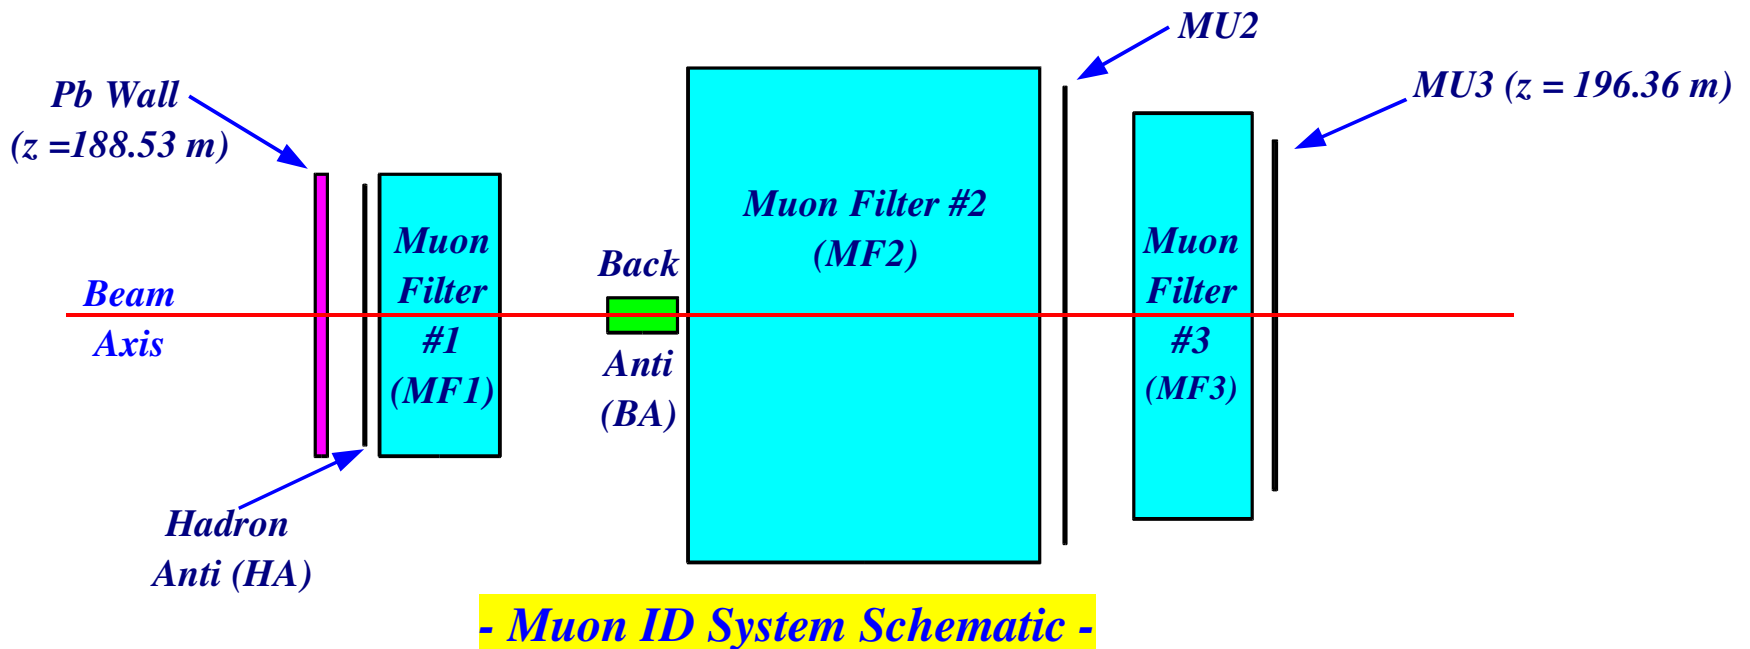 MU2
Pb Wall
(z =188.53 m)
MU3 (z = 196.36 m)
Muon Filter #2
(MF2)
Muon
Filter
#1
(MF1)
Back
Anti
(BA)
Muon
Filter
#3
(MF3)
Beam
Axis
Hadron
Anti (HA)
- Muon ID System Schematic -